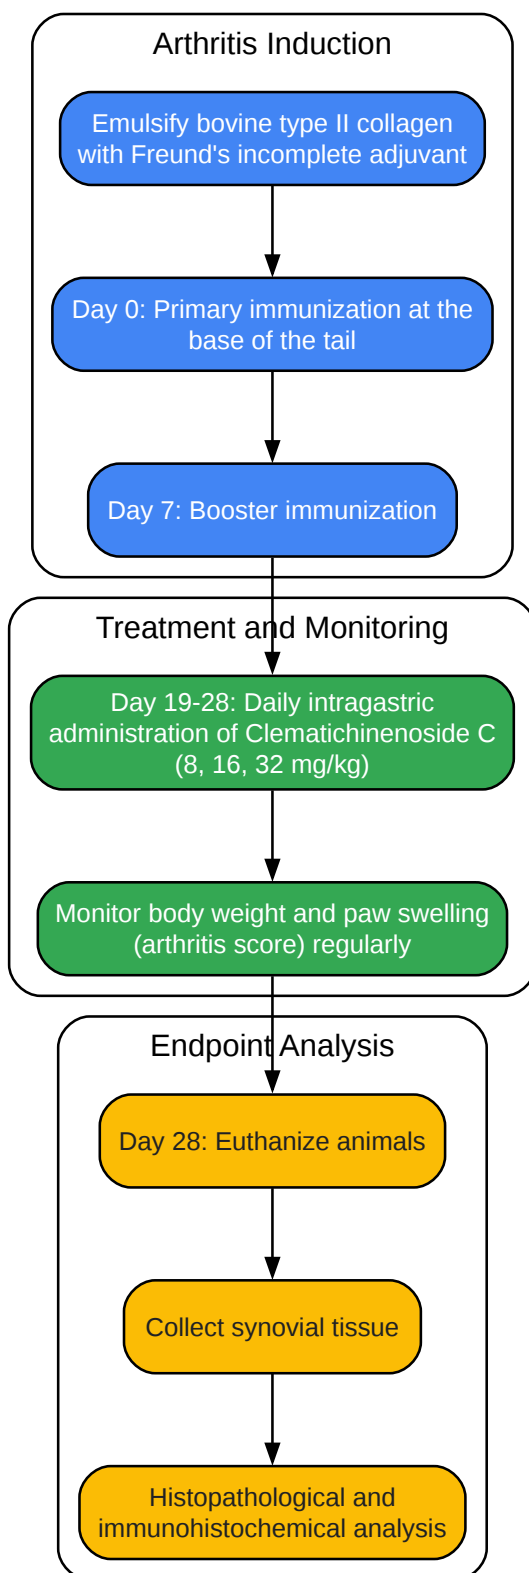 Arthritis Induction
Emulsify bovine type II collagen
with Freund's incomplete adjuvant
Day 0: Primary immunization at the
base of the tail
Day 7: Booster immunization
Treatment and Monitoring
Day 19-28: Daily intragastric
administration of Clematichinenoside C
(8, 16, 32 mg/kg)
Monitor body weight and paw swelling
(arthritis score) regularly
Endpoint Analysis
Day 28: Euthanize animals
Collect synovial tissue
Histopathological and
immunohistochemical analysis